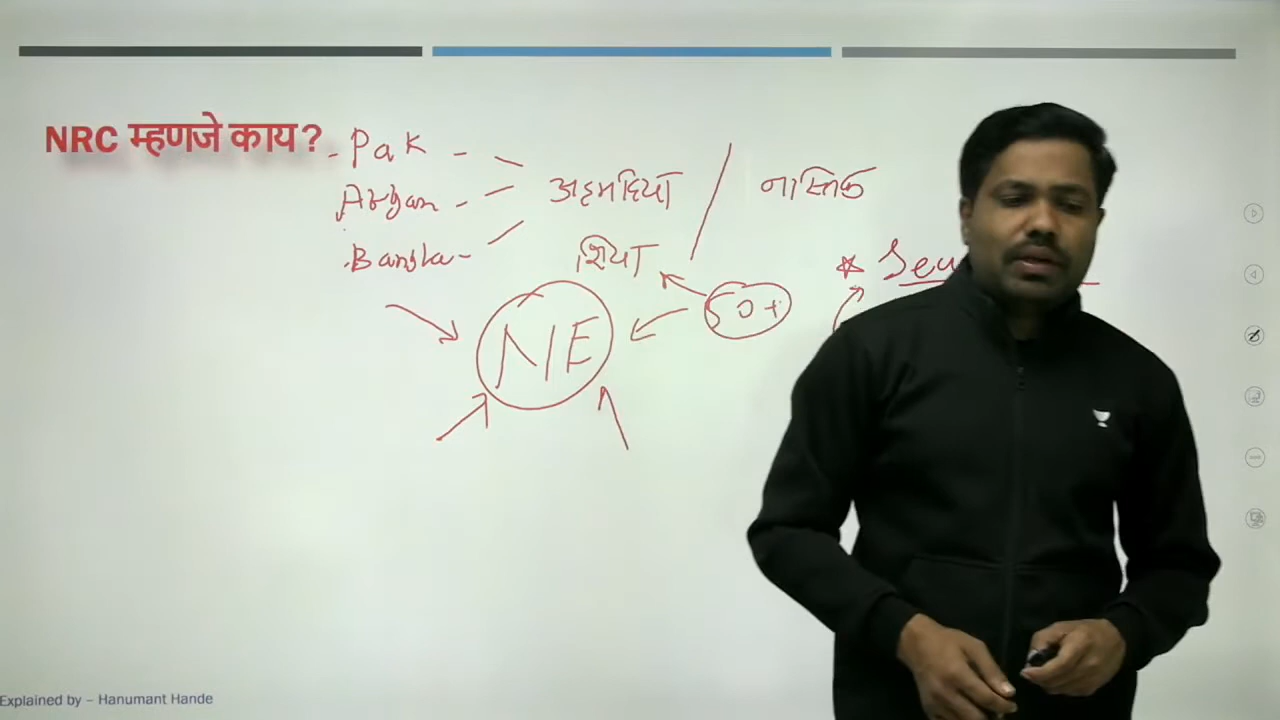 NRC म्हणजे काय?
- Pak -
Afgan -
Bangla -
अहमदिया / नास्तिक
शिया
50+
NE
Explained by – Hanumant Hande